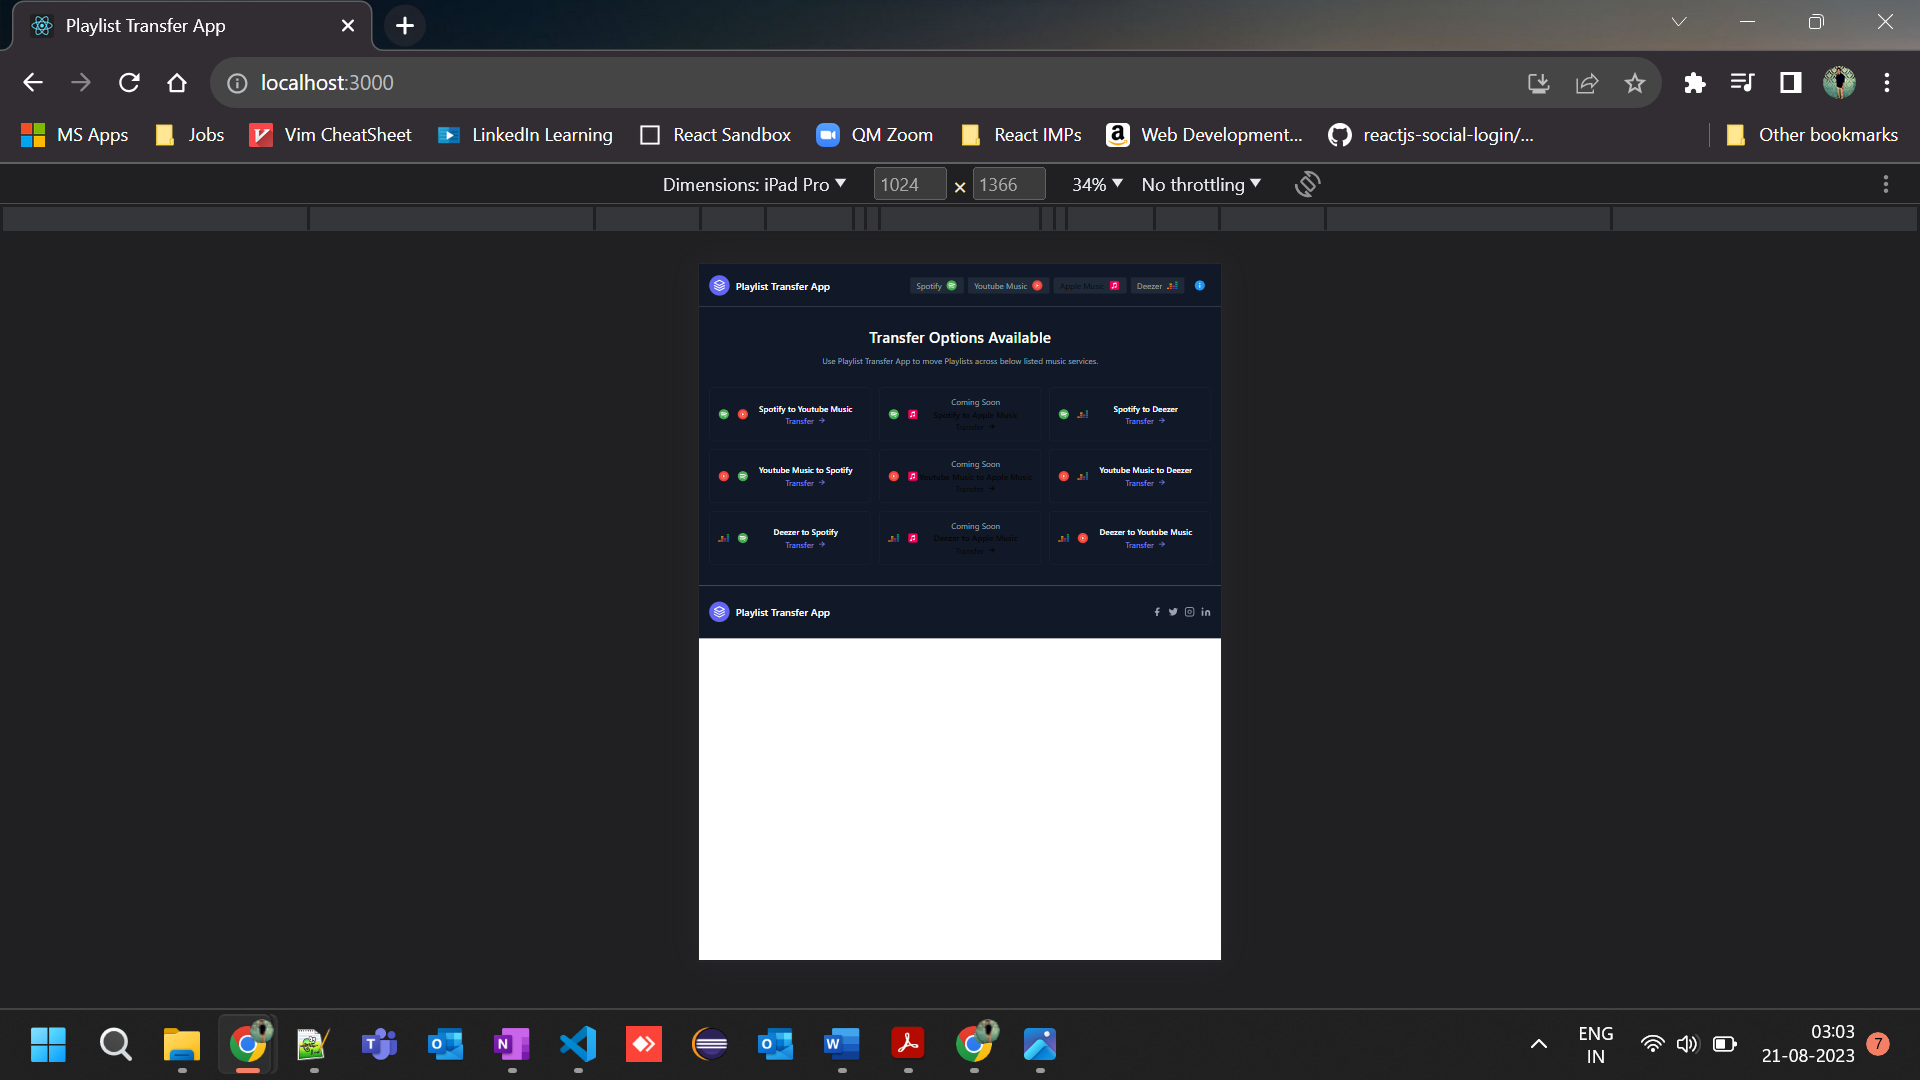 Playlist Transfer App
localhost:3000
MS Apps Jobs Vim CheatSheet LinkedIn Learning React Sandbox QM Zoom React IMPs Web Development... reactjs-social-login/... Other bookmarks
Dimensions: iPad Pro 1024 × 1366 34% No throttling
Playlist Transfer App Spotify Youtube Music Apple Music Deezer
Transfer Options Available
Use Playlist Transfer App to move Playlists across below listed music services.
Spotify to Youtube Music
Transfer →
Coming Soon
Spotify to Apple Music
Transfer →
Spotify to Deezer
Transfer →
Youtube Music to Spotify
Transfer →
Coming Soon
Youtube Music to Apple Music
Transfer →
Youtube Music to Deezer
Transfer →
Deezer to Spotify
Transfer →
Coming Soon
Deezer to Apple Music
Transfer →
Deezer to Youtube Music
Transfer →
Playlist Transfer App
ENG
IN
03:03
21-08-2023
7